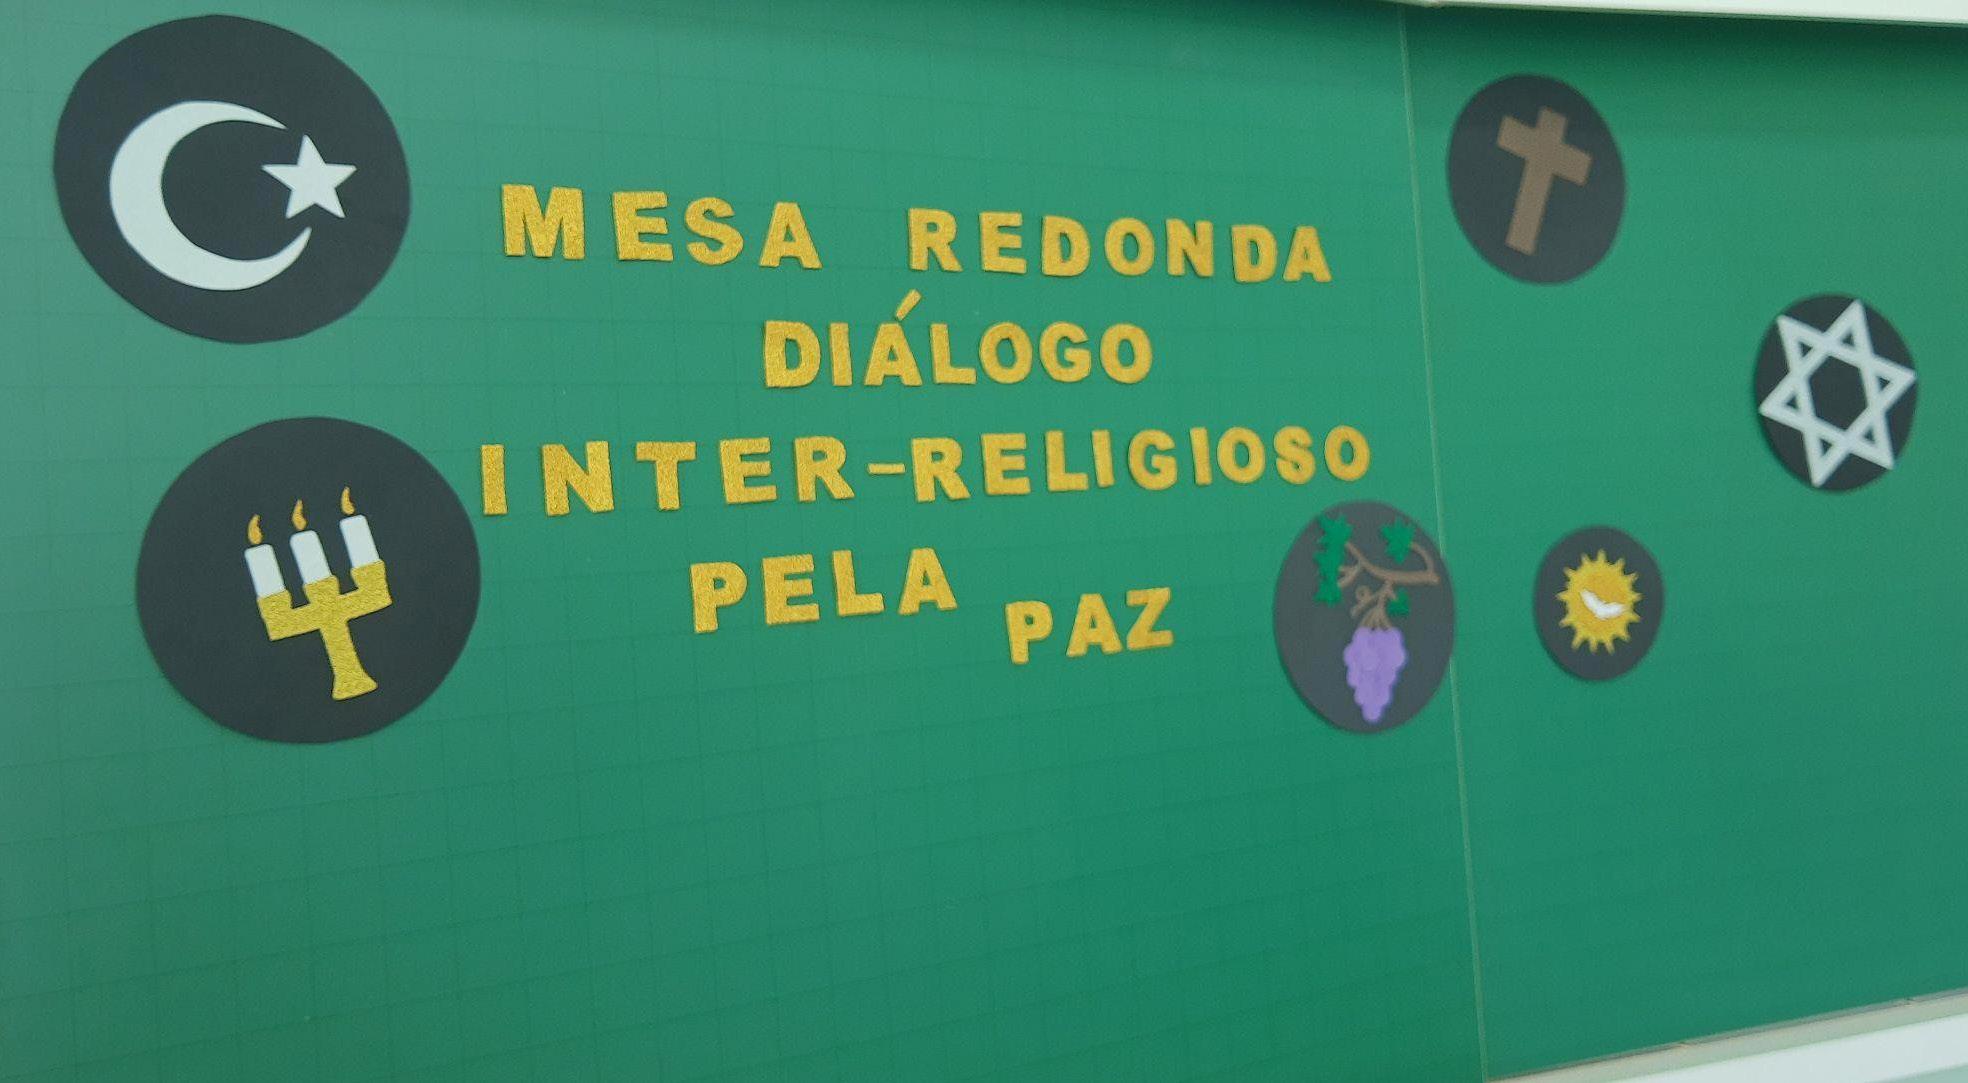 MESA REDONDA
DIÁLOGO
INTER-RELIGIOSO
PELA PAZ